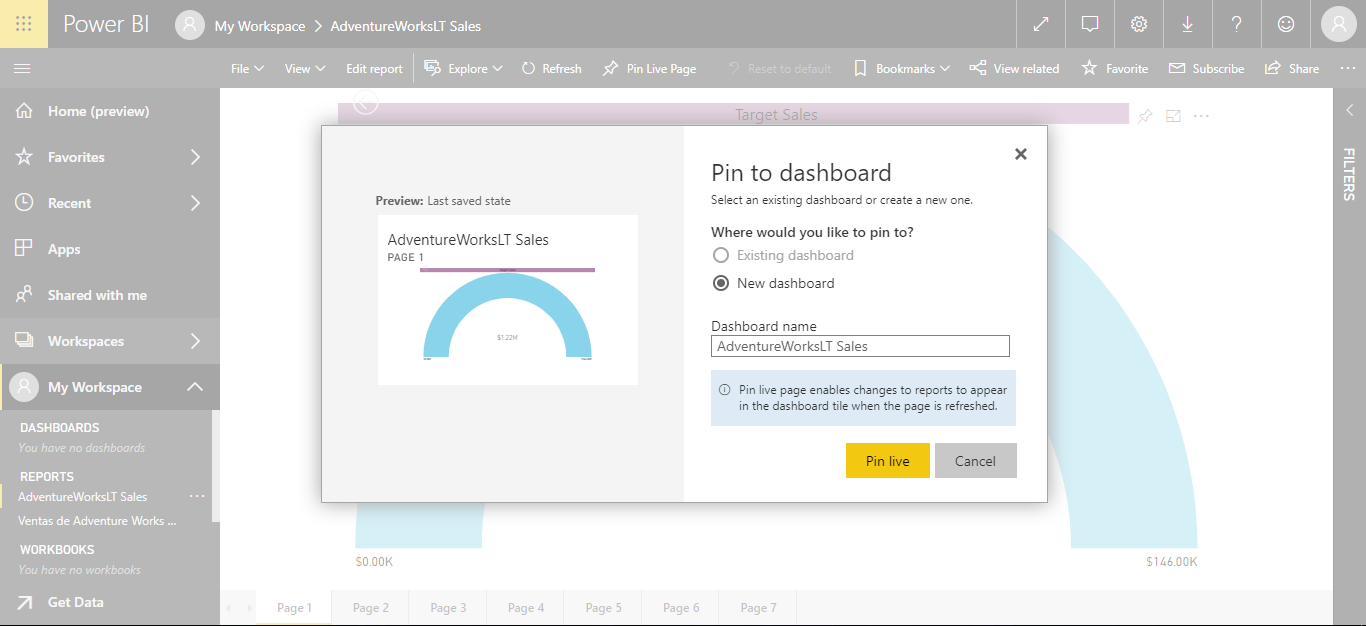 Power BI My Workspace > AdventureWorksLT Sales
File View Edit report Explore Refresh Pin Live Page Reset to default Bookmarks View related Favorite Subscribe Share ...
Home (preview)
Favorites
Recent
Apps
Shared with me
Workspaces
My Workspace
DASHBOARDS
You have no dashboards
REPORTS
AdventureWorksLT Sales ...
Ventas de Adventure Works ...
WORKBOOKS
You have no workbooks
Get Data
Target Sales
Preview: Last saved state
AdventureWorksLT Sales
PAGE 1
$1.22M
Pin to dashboard
Select an existing dashboard or create a new one.
Where would you like to pin to?
Existing dashboard
New dashboard
Dashboard name
AdventureWorksLT Sales
Pin live page enables changes to reports to appear
in the dashboard tile when the page is refreshed.
Pin live Cancel
$0.00K $146.00K
Page 1 Page 2 Page 3 Page 4 Page 5 Page 6 Page 7
FILTERS